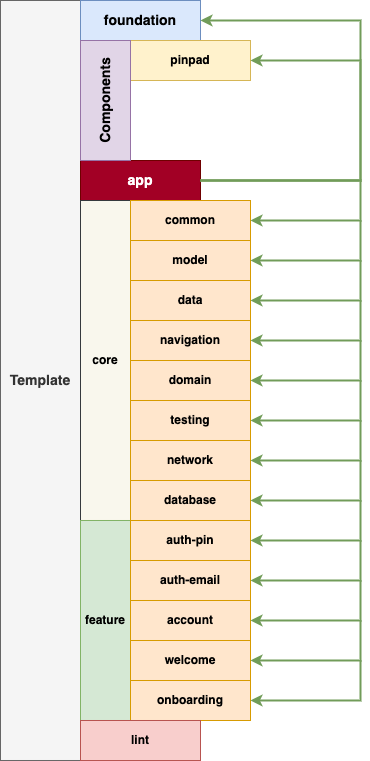 foundation
Components
pinpad
app
Template
core
common
model
data
navigation
domain
testing
network
database
feature
auth-pin
auth-email
account
welcome
onboarding
lint